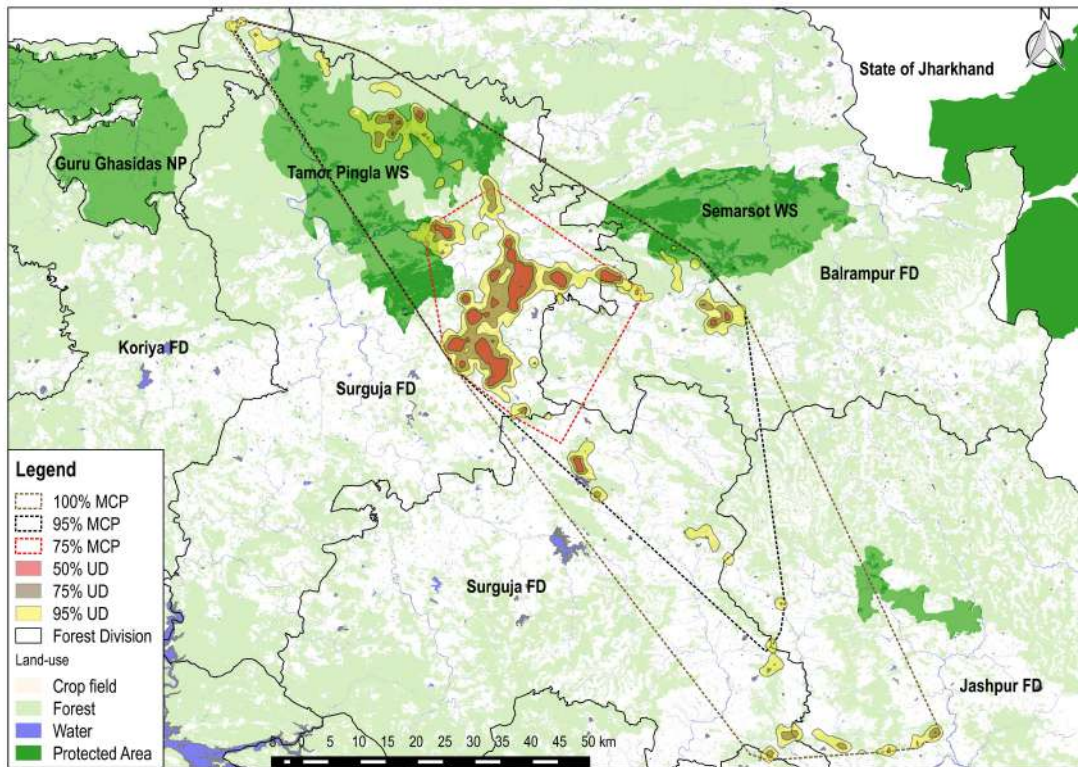 N
State of Jharkhand
Guru Ghasidas NP
Tamor Pingla WS
Semarsot WS
Balrampur FD
Koriya FD
Surguja FD
Surguja FD
Jashpur FD
Legend
100% MCP
95% MCP
75% MCP
50% UD
75% UD
95% UD
Forest Division
Land-use
Crop field
Forest
Water
Protected Area
5 0 5 10 15 20 25 30 35 40 45 50 km